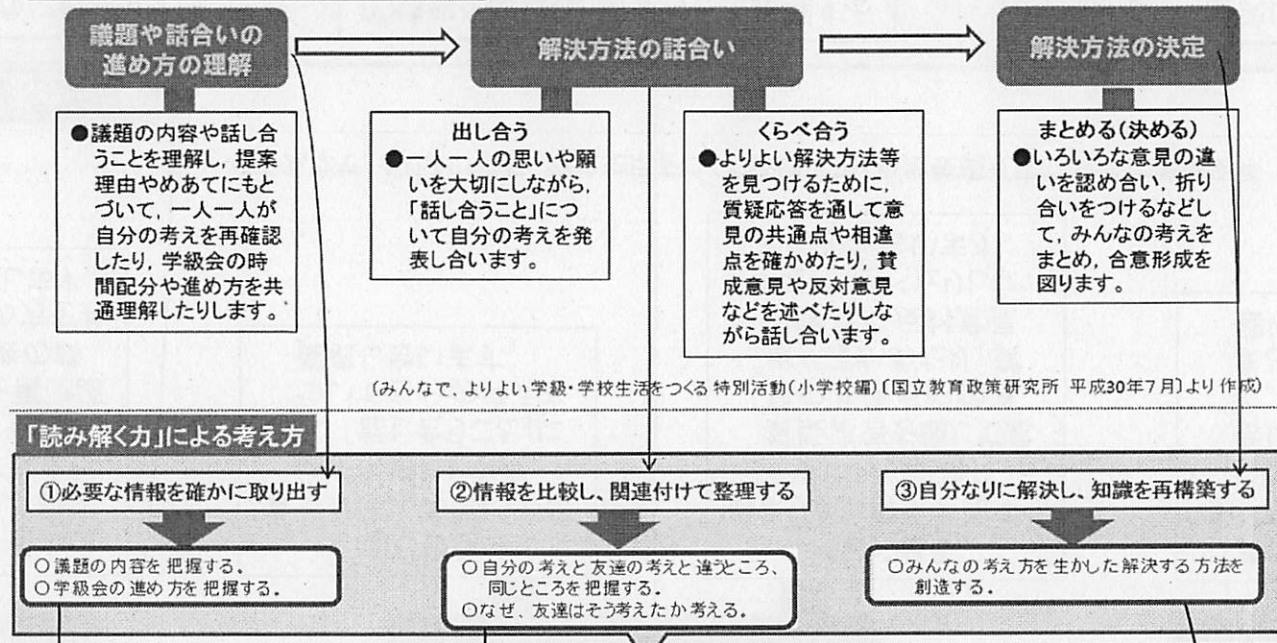 議題や話合いの
進め方の理解
解決方法の話合い
解決方法の決定
●議題の内容や話し合
うことを理解し，提案
理由やめあてにもと
づいて，一人一人が
自分の考えを再確認
したり，学級会の時
間配分や進め方を共
通理解したりします。
出し合う
●一人一人の思いや願
いを大切にしながら，
「話し合うこと」につ
いて自分の考えを発
表し合います。
くらべ合う
●よりよい解決方法等
を見つけるために，
質疑応答を通して意
見の共通点や相違
点を確かめたり，賛
成意見や反対意見
などを述べたりしな
がら話し合います。
まとめる(決める)
●いろいろな意見の違
いを認め合い，折り
合いをつけるなどし
て，みんなの考えを
まとめ，合意形成を
図ります。
(みんなで、よりよい学級・学校生活をつくる特別活動(小学校編)〔国立教育政策研究所 平成30年7月〕より作成)
「読み解く力」による考え方
①必要な情報を確かに取り出す
②情報を比較し、関連付けて整理する
③自分なりに解決し、知識を再構築する
○議題の内容を把握する。
○学級会の進め方を把握する。
○自分の考えと友達の考えと違うところ、
同じところを把握する。
○なぜ、友達はそう考えたか考える。
○みんなの考え方を生かした解決する方法を
創造する。